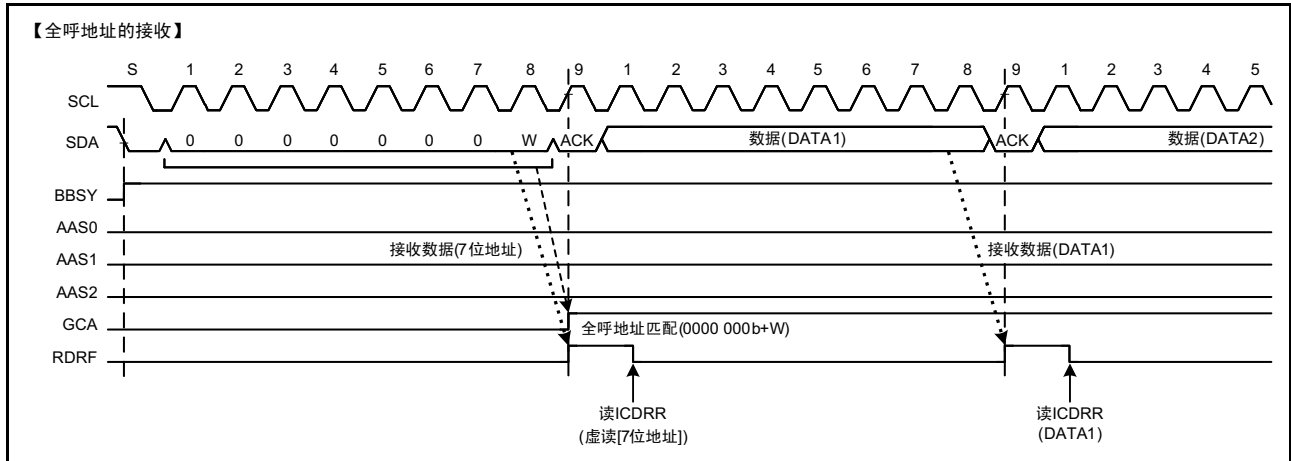 【全呼地址的接收】
S 1 2 3 4 5 6 7 8 9 1 2 3 4 5 6 7 8 9 1 2 3 4 5
SCL
SDA 0 0 0 0 0 0 0 W ACK 数据(DATA1) ACK 数据(DATA2)
BBSY
AAS0
接收数据(7位地址) 接收数据(DATA1)
AAS1
AAS2
GCA 全呼地址匹配(0000 000b+W)
RDRF
读ICDRR 读ICDRR
(虚读[7位地址]) (DATA1)